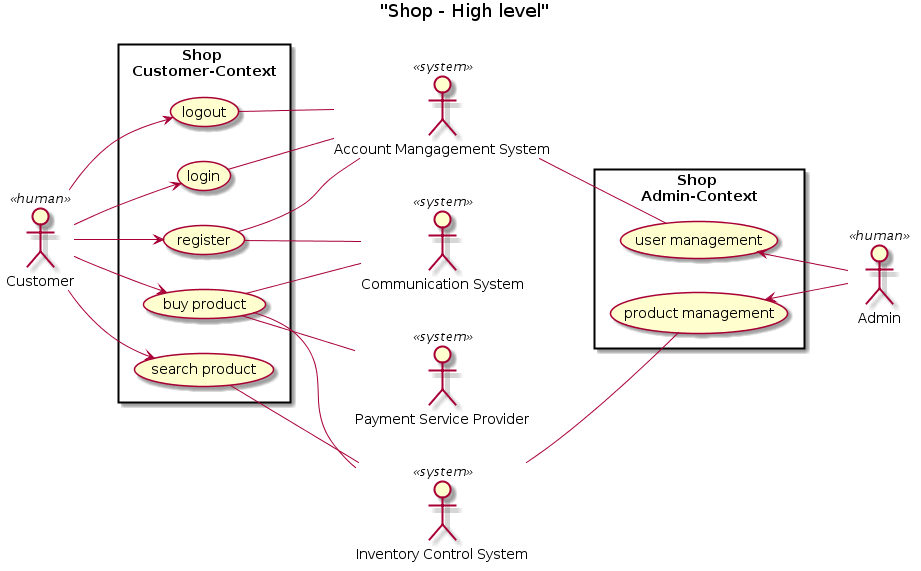 "Shop - High level"
Shop
Customer-Context
logout
login
register
buy product
search product
«human»
Customer
«system»
Account Mangagement System
«system»
Communication System
«system»
Payment Service Provider
«system»
Inventory Control System
Shop
Admin-Context
user management
product management
«human»
Admin